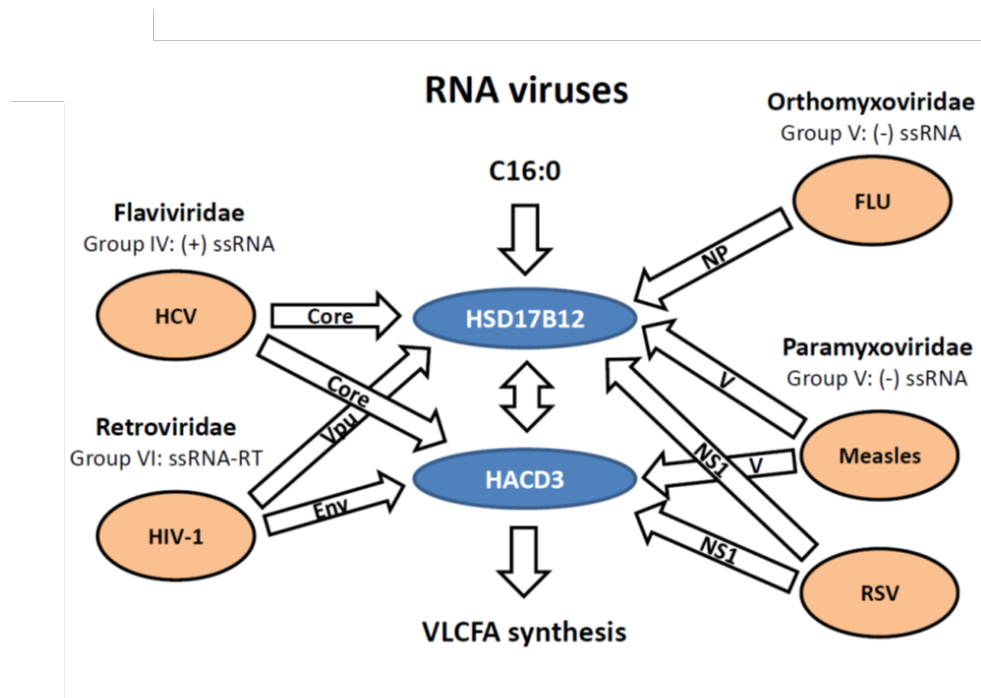 RNA viruses
Orthomyxoviridae
Group V: (-) ssRNA
FLU
C16:0
NP
Flaviviridae
Group IV: (+) ssRNA
HCV
Core
HSD17B12
Core
Vpu
V
Paramyxoviridae
Group V: (-) ssRNA
Measles
Retroviridae
Group VI: ssRNA-RT
HIV-1
Env
HACD3
NS1
V
NS1
RSV
VLCFA synthesis